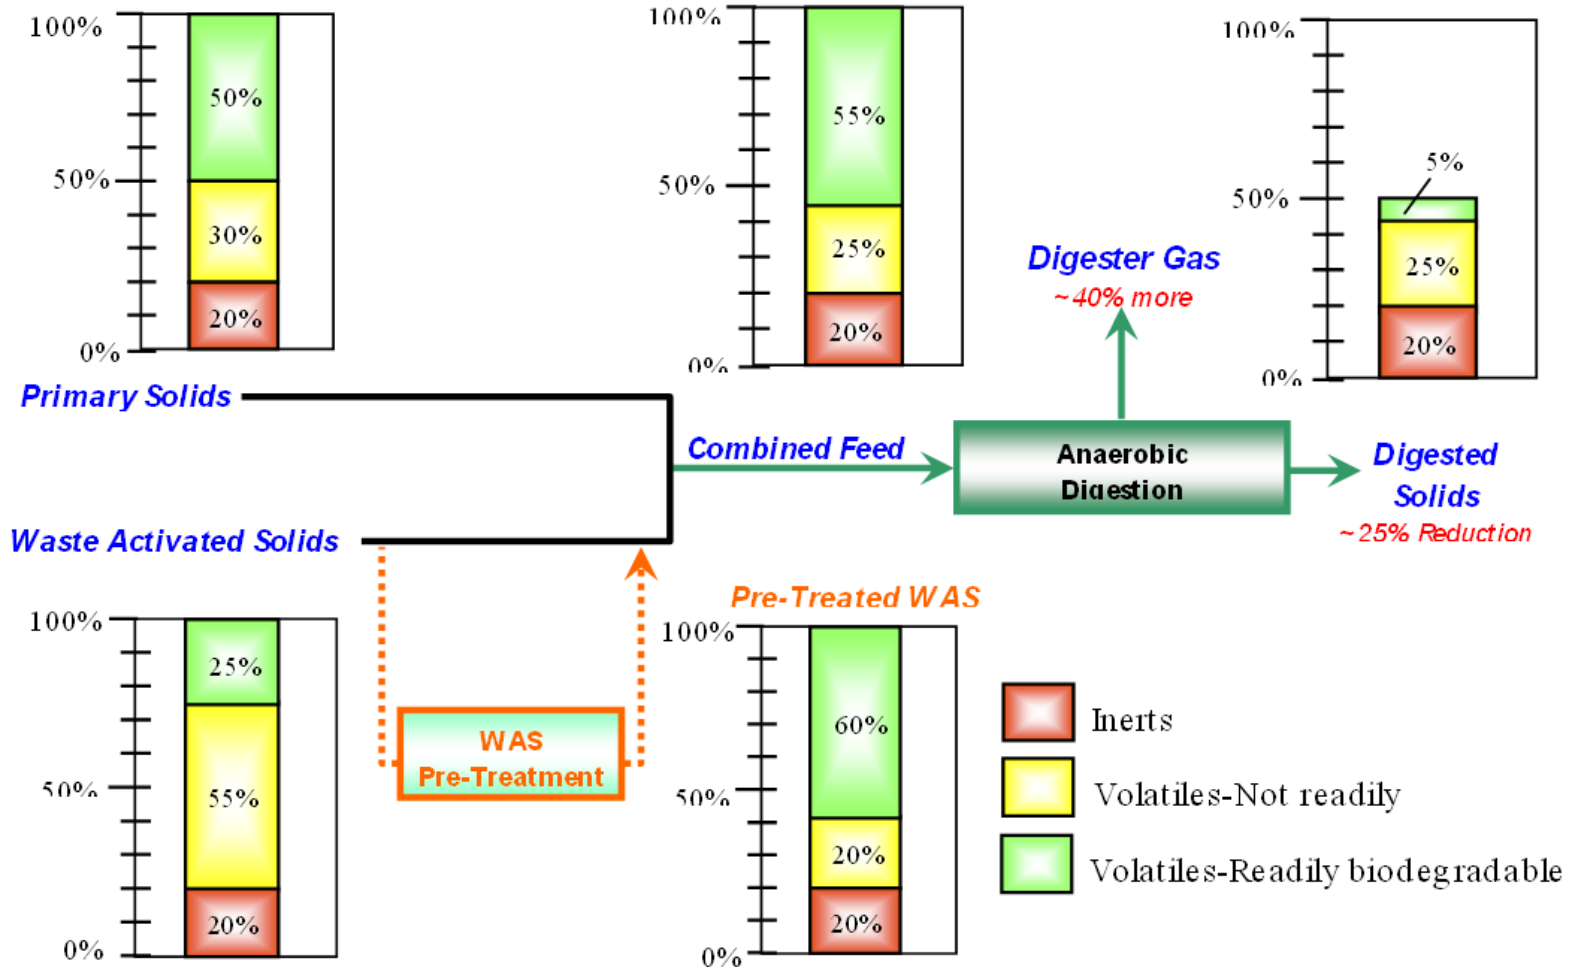 100%
50%
0%
50%
30%
20%
100%
50%
0%
55%
25%
20%
100%
50%
0%
5%
25%
20%
Digester Gas
~40% more
Primary Solids
Combined Feed
Anaerobic
Digestion
Digested
Solids
~25% Reduction
Waste Activated Solids
100%
50%
0%
25%
55%
20%
WAS
Pre-Treatment
Pre-Treated WAS
100%
50%
0%
60%
20%
20%
Inerts
Volatiles-Not readily
Volatiles-Readily biodegradable